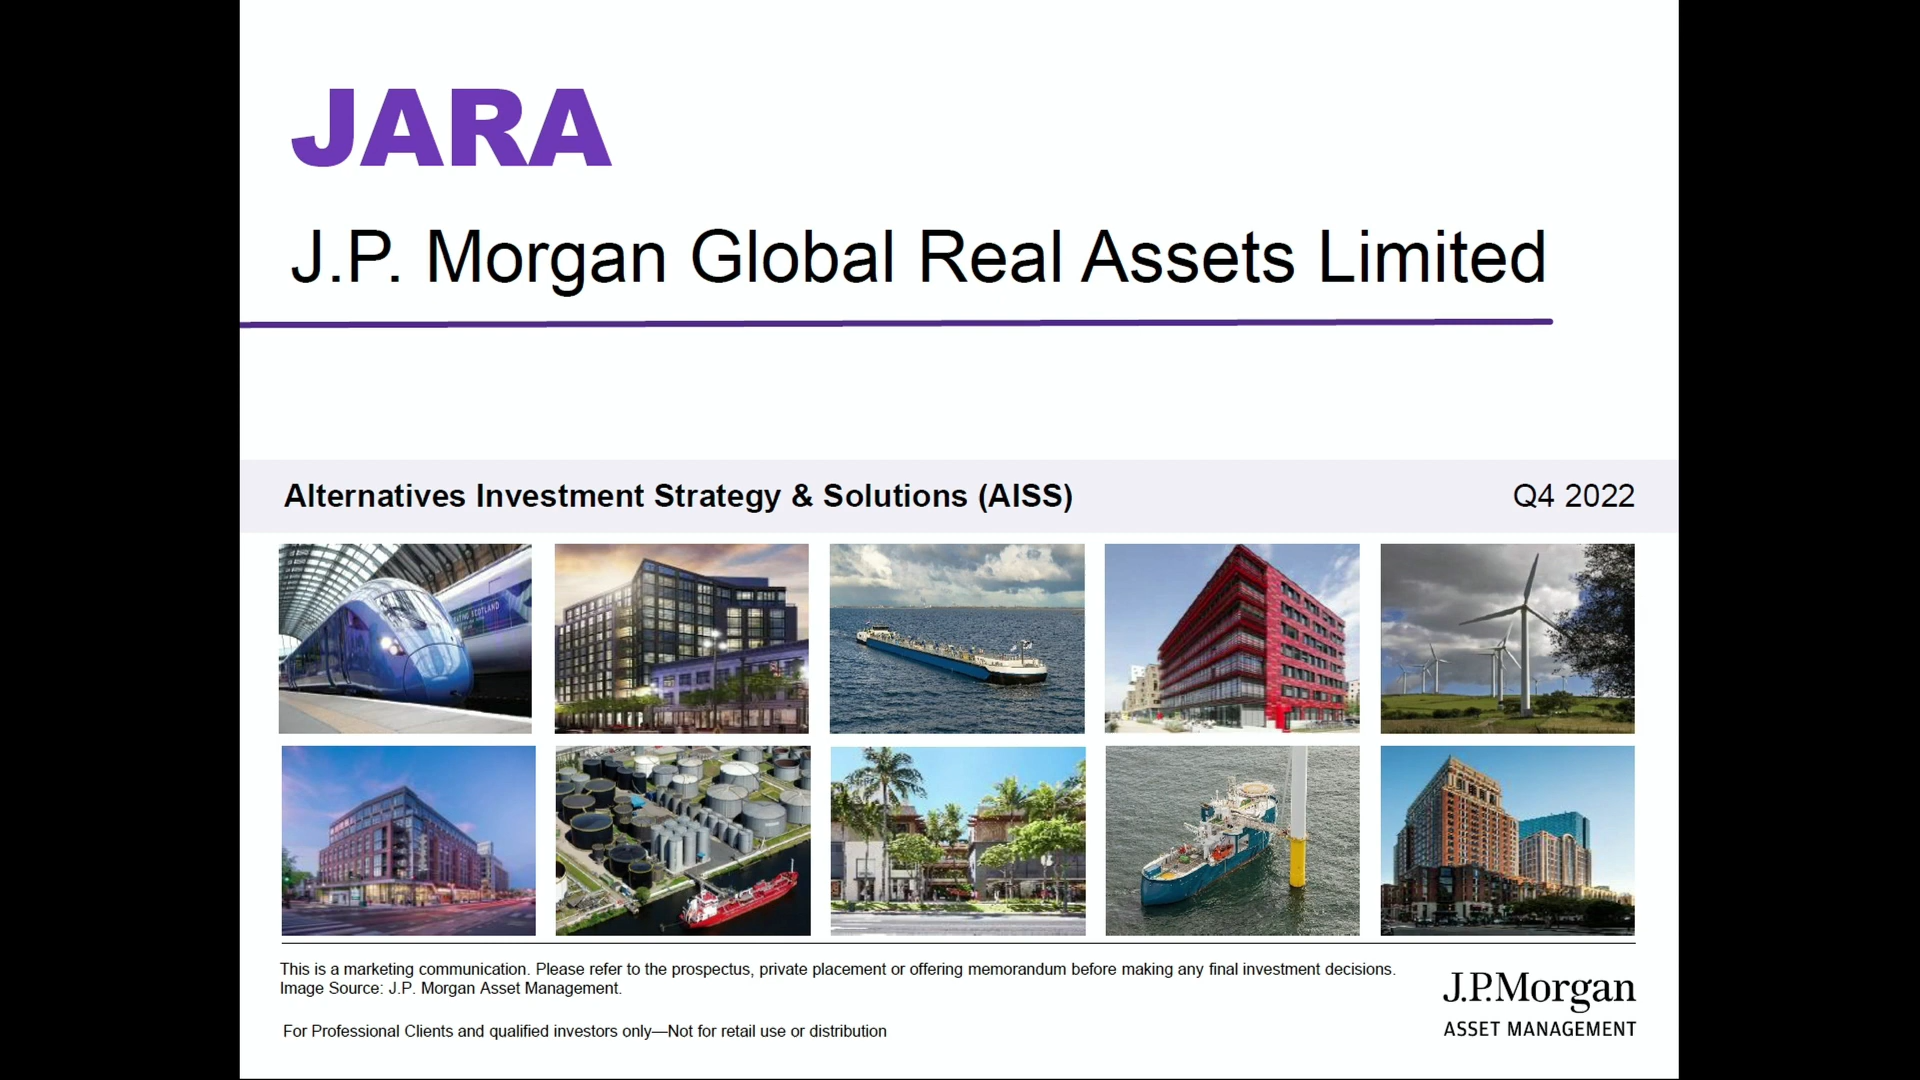 JARA
J.P. Morgan Global Real Assets Limited
Alternatives Investment Strategy & Solutions (AISS)
Q4 2022
This is a marketing communication. Please refer to the prospectus, private placement or offering memorandum before making any final investment decisions.
Image Source: J.P. Morgan Asset Management.
For Professional Clients and qualified investors only—Not for retail use or distribution
J.P.Morgan
ASSET MANAGEMENT